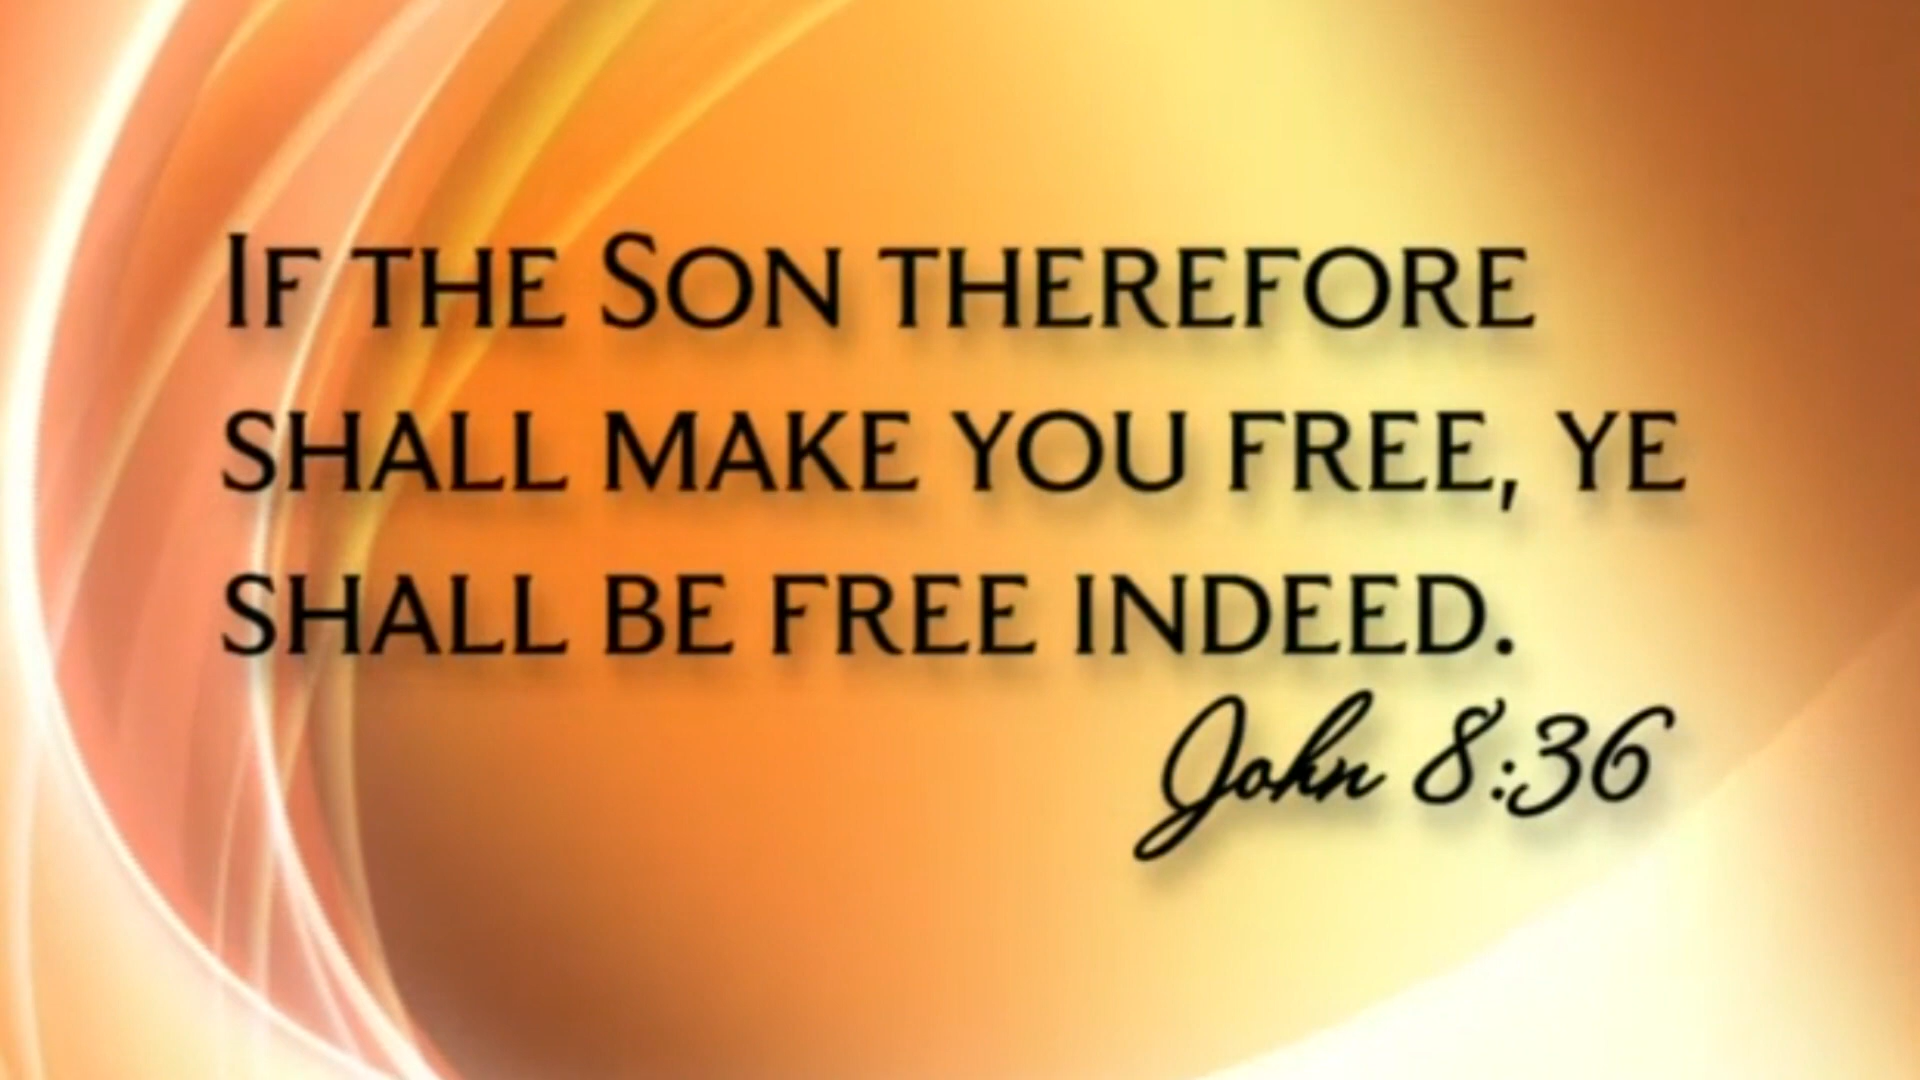 If the Son therefore
shall make you free, ye
shall be free indeed.
John 8:36